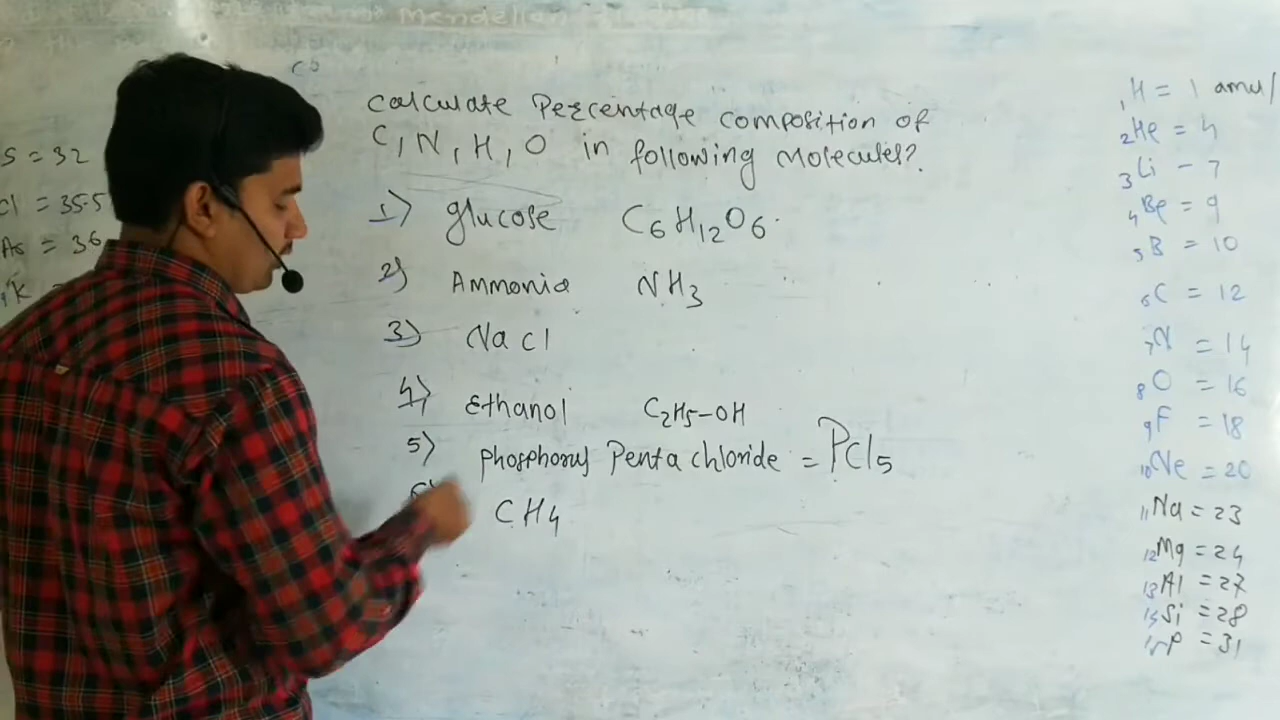 Mendelian
Calculate Percentage composition of
C, N, H, O in following Molecules?
1) glucose C6H12O6.
2) Ammonia NH3
3) NaCl
4) Ethanol C2H5-OH
5) phosphorus Penta chloride = PCl5
CH4
S = 32
Cl = 35.5
= 36
K
1H = 1 amu/
2He = 4
3Li - 7
4Be = 9
5B = 10
6C = 12
7N = 14
8O = 16
9F = 18
10Ne = 20
11Na = 23
12Mg = 24
13Al = 27
14Si = 28
15P = 31